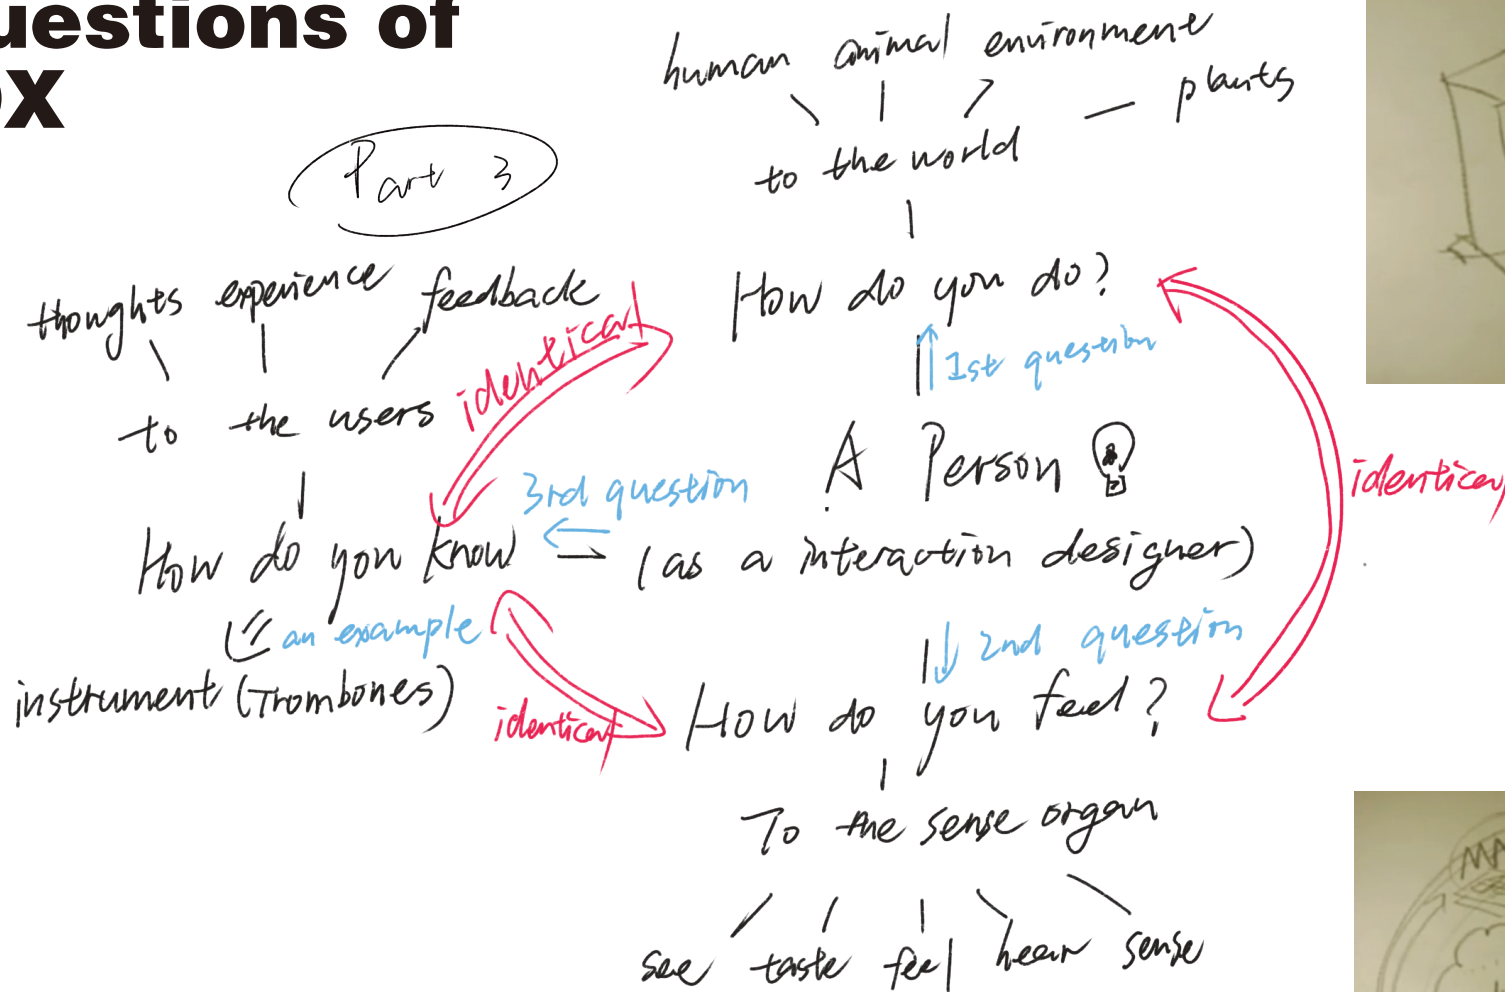 uestions of
ox
Part 3
human animal environment
plants
to the world
How do you do?
1st question
thoughts experience feedback
to the users
identical
3rd question
A Person
How do you know
(as a interaction designer)
identical
an example
instrument (Trombones)
2nd question
identical
How do you feel?
To the sense organ
see taste feel hear sense